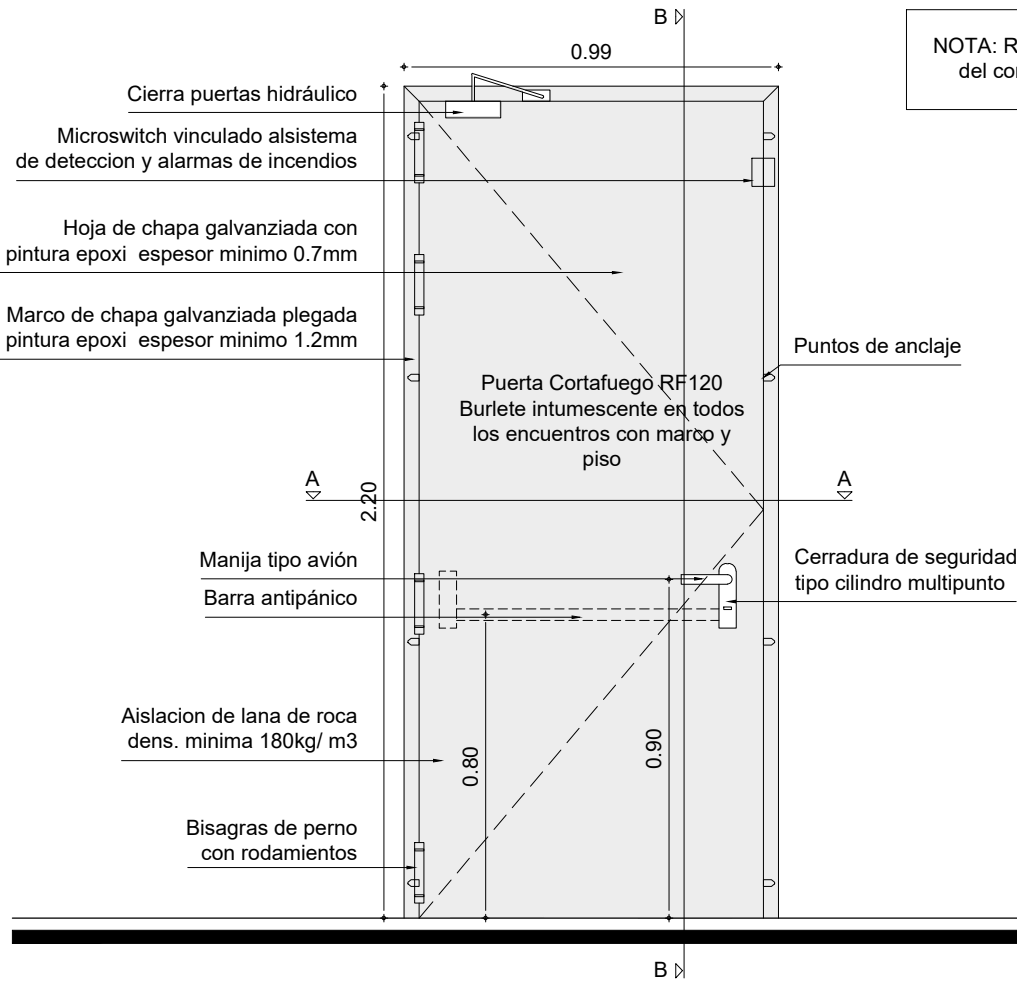 B
0.99
NOTA: R
del co
Cierra puertas hidráulico
Microswitch vinculado alsistema
de deteccion y alarmas de incendios
Hoja de chapa galvanziada con
pintura epoxi espesor minimo 0.7mm
Marco de chapa galvanziada plegada
pintura epoxi espesor minimo 1.2mm
Puntos de anclaje
Puerta Cortafuego RF120
Burlete intumescente en todos
los encuentros con marco y
piso
A
A
2.20
Manija tipo avión
Barra antipánico
Cerradura de seguridad
tipo cilindro multipunto
Aislacion de lana de roca
dens. minima 180kg/ m3
0.80
0.90
Bisagras de perno
con rodamientos
B